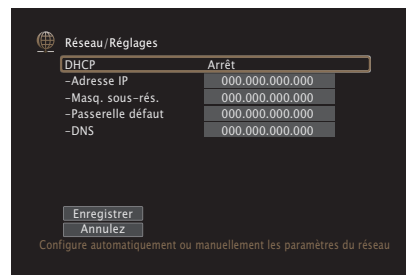 Réseau/Réglages
DHCP Arrêt
-Adresse IP 000.000.000.000
-Masq. sous-rés. 000.000.000.000
-Passerelle défaut 000.000.000.000
-DNS 000.000.000.000
Enregistrer
Annulez
Configure automatiquement ou manuellement les paramètres du réseau